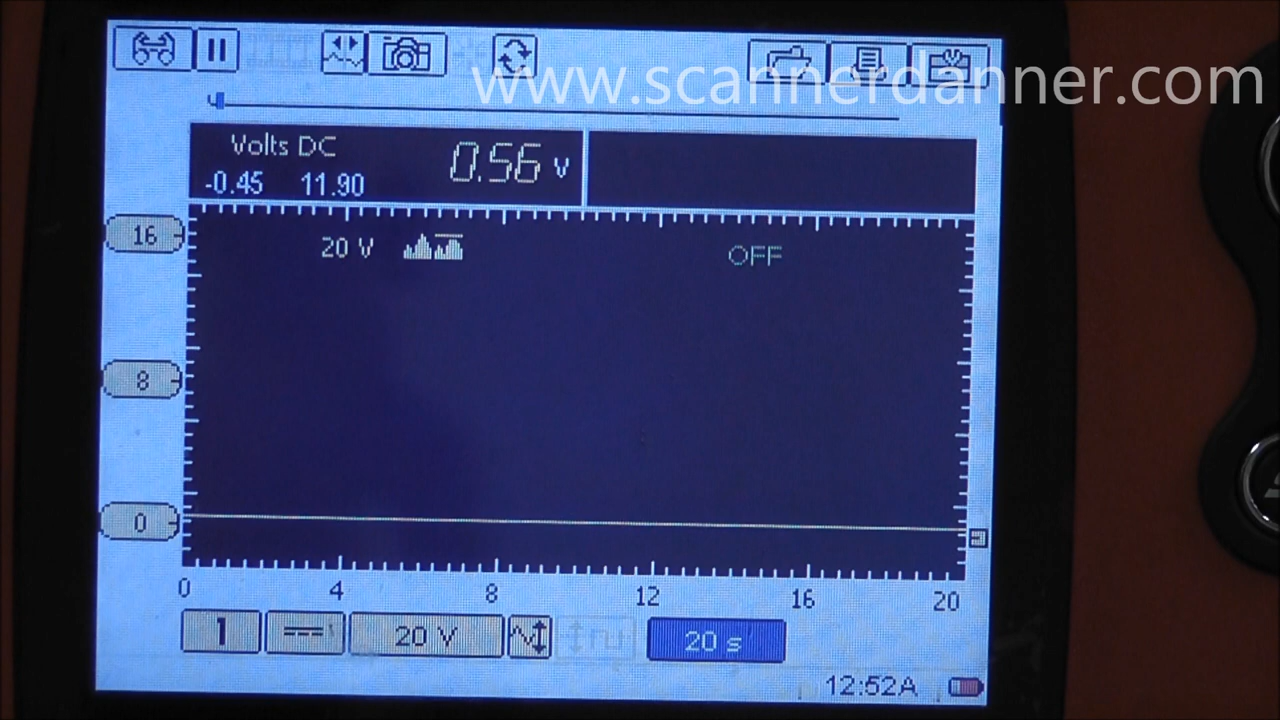 www.scannerdanner.com
Volts DC
0.56 V
-0.45 11.90
16
20 V
OFF
8
0
0 4 8 12 16 20
1 20 V 20 s
12:52A